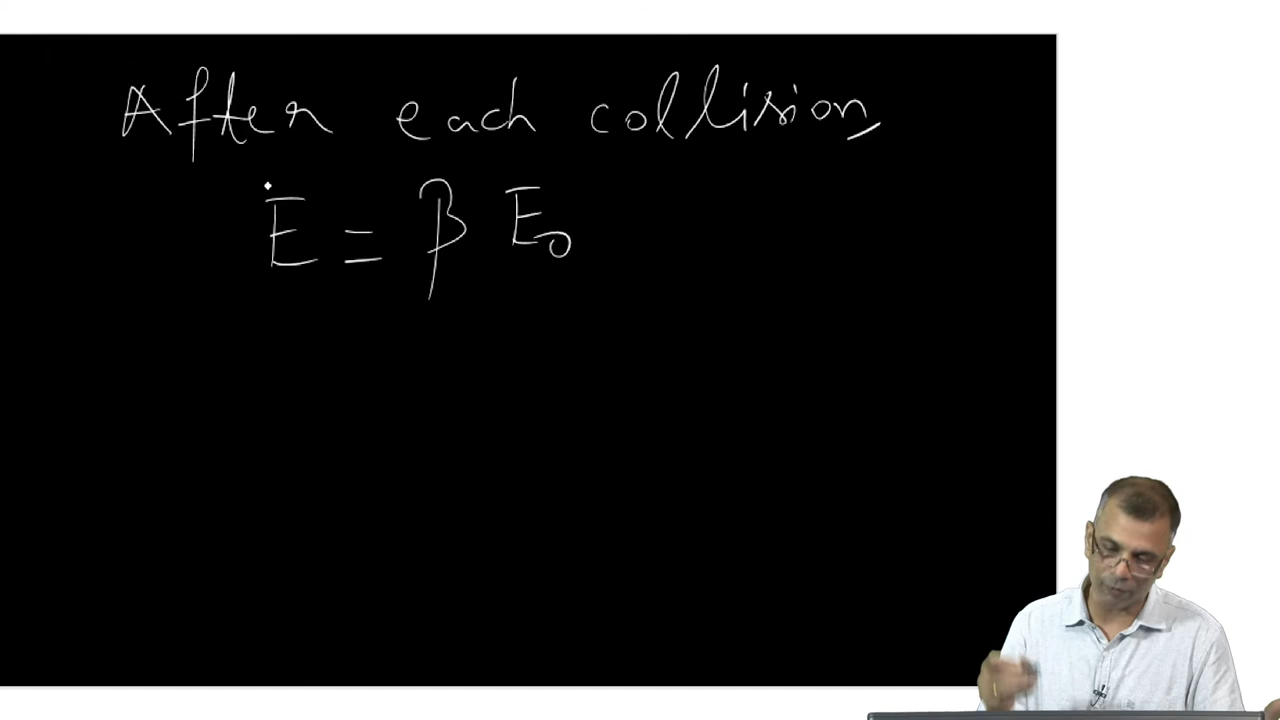 After each collision,
E = β E₀